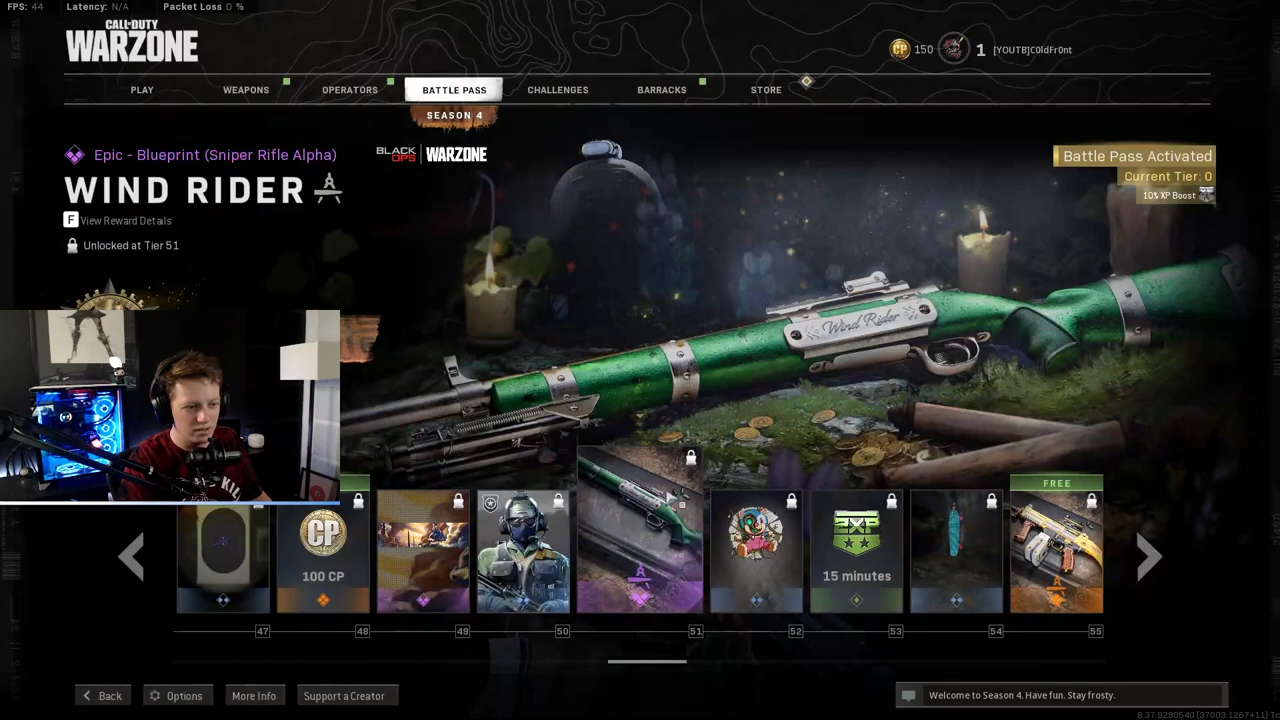 FPS: 44 Latency: N/A Packet Loss 0 %
CALL OF DUTY
WARZONE
CP 150 1 [YOUTB]C0ldFr0nt
PLAY WEAPONS OPERATORS BATTLE PASS CHALLENGES BARRACKS STORE
SEASON 4
Epic - Blueprint (Sniper Rifle Alpha)
BLACK OPS WARZONE
WIND RIDER
F View Reward Details
Unlocked at Tier 51
Battle Pass Activated
Current Tier: 0
10% XP Boost
Wind Rider
KILL
FREE
CP
100 CP
2XP
15 minutes
47 48 49 50 51 52 53 54 55
Back Options More Info Support a Creator
Welcome to Season 4. Have fun. Stay frosty.